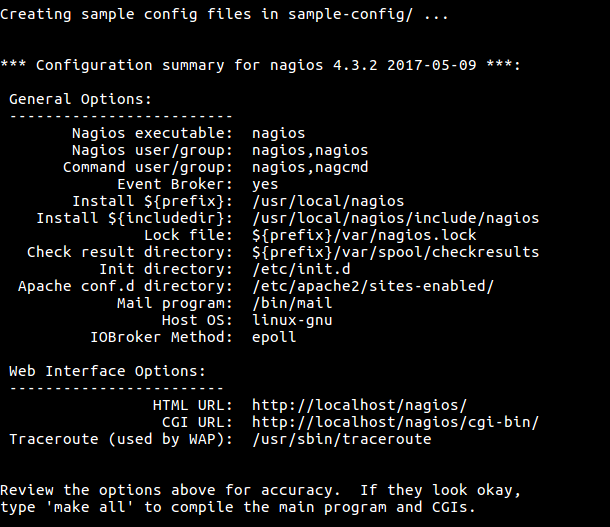 Creating sample config files in sample-config/ ...
*** Configuration summary for nagios 4.3.2 2017-05-09 ***:
General Options:
-------------------------
Nagios executable:  nagios
Nagios user/group:  nagios,nagios
Command user/group:  nagios,nagcmd
Event Broker:  yes
Install ${prefix}:  /usr/local/nagios
Install ${includedir}:  /usr/local/nagios/include/nagios
Lock file:  ${prefix}/var/nagios.lock
Check result directory:  ${prefix}/var/spool/checkresults
Init directory:  /etc/init.d
Apache conf.d directory:  /etc/apache2/sites-enabled/
Mail program:  /bin/mail
Host OS:  linux-gnu
IOBroker Method:  epoll
Web Interface Options:
------------------------
HTML URL:  http://localhost/nagios/
CGI URL:  http://localhost/nagios/cgi-bin/
Traceroute (used by WAP):  /usr/sbin/traceroute
Review the options above for accuracy.  If they look okay,
type 'make all' to compile the main program and CGIs.